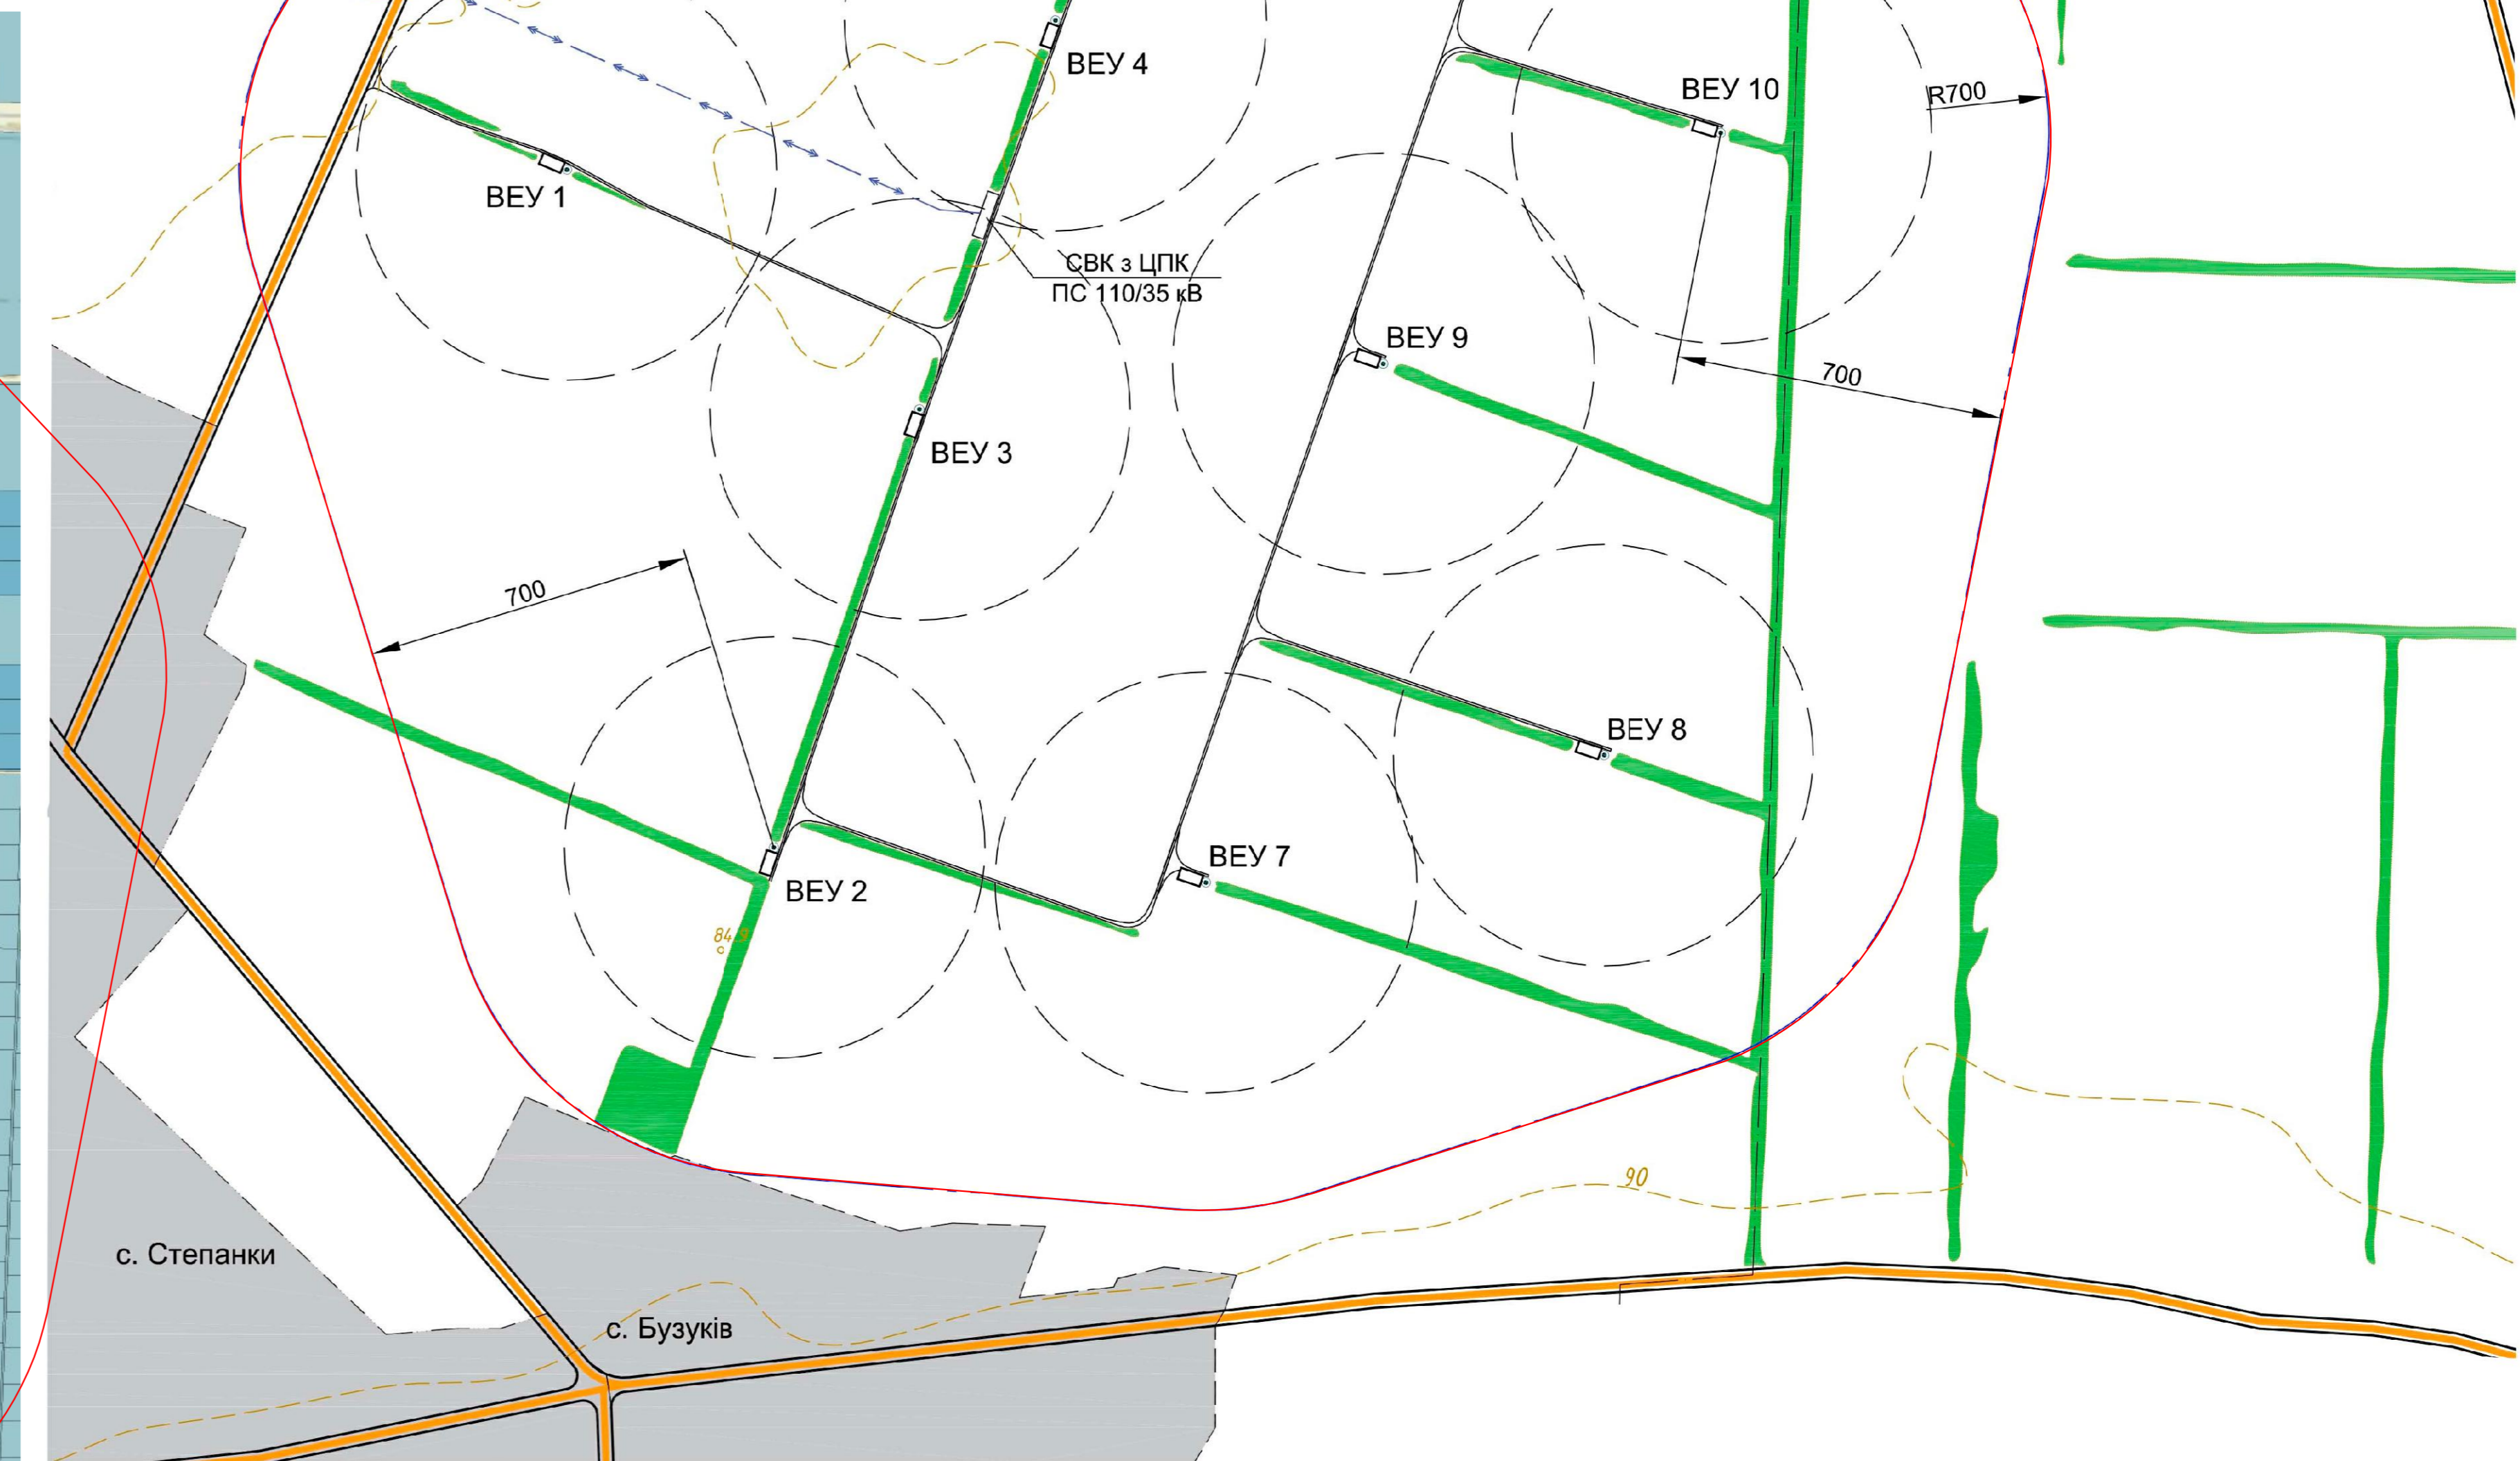 ВЕУ 4
ВЕУ 10
R700
ВЕУ 1
СВК з ЦПК
ПС 110/35 кВ
ВЕУ 9
700
ВЕУ 3
700
ВЕУ 8
ВЕУ 7
ВЕУ 2
84.9
90
с. Степанки
с. Бузуків